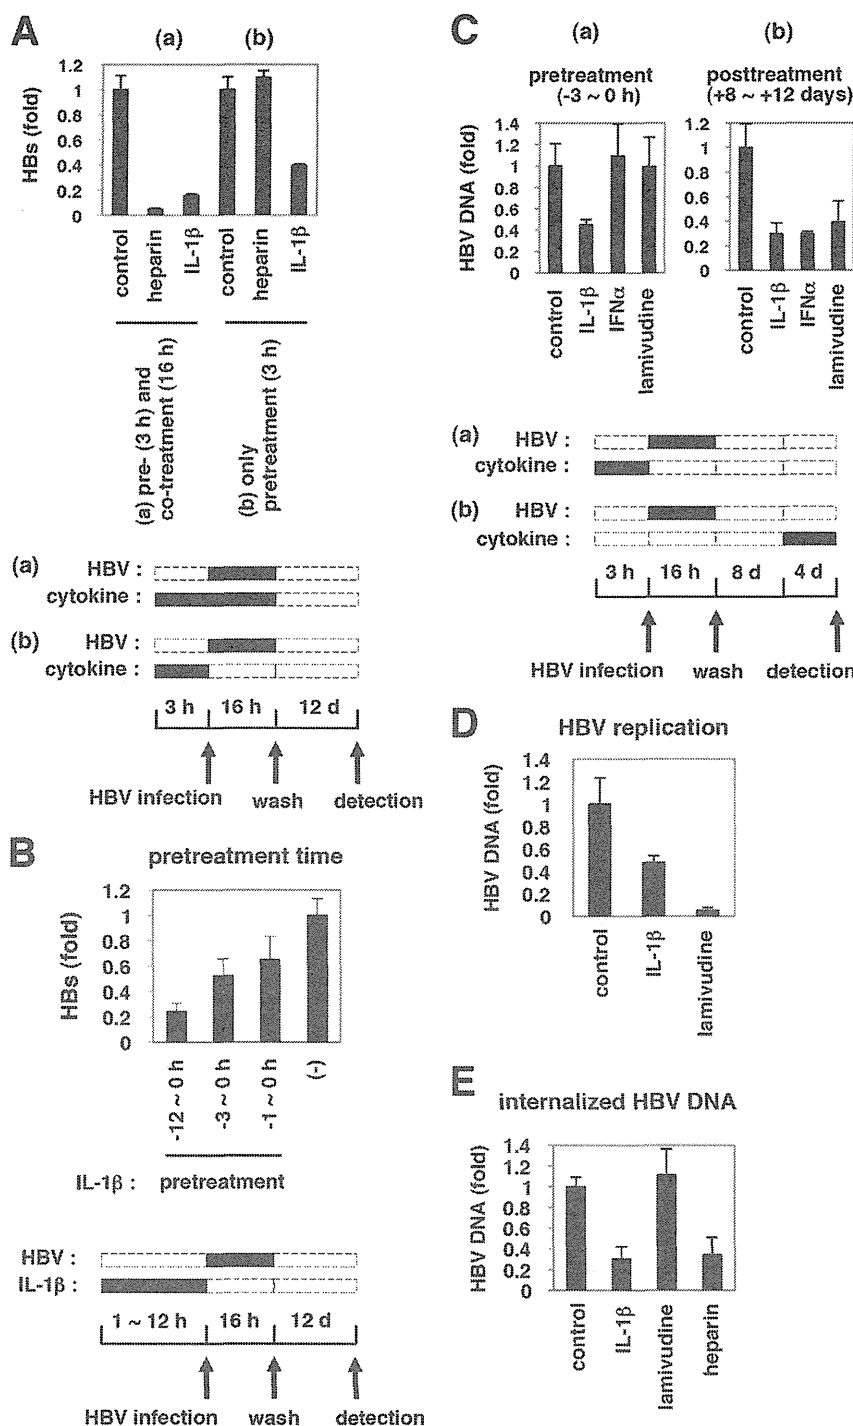 A
(a)
(b)
HBs (fold)
1.2
1
0.8
0.6
0.4
0.2
0
control
heparin
IL-1β
control
heparin
IL-1β
(a) pre- (3 h) and
co-treatment (16 h)
(b) only
pretreatment (3 h)
(a)
HBV :
cytokine :
(b)
HBV :
cytokine :
3 h
16 h
12 d
HBV infection
wash
detection
B
pretreatment time
HBs (fold)
1.2
1
0.8
0.6
0.4
0.2
0
-12 ~ 0 h
-3 ~ 0 h
-1 ~ 0 h
(-)
IL-1β : pretreatment
HBV :
IL-1β :
1 ~ 12 h
16 h
12 d
HBV infection
wash
detection
C
(a)
(b)
pretreatment
(-3 ~ 0 h)
posttreatment
(+8 ~ +12 days)
HBV DNA (fold)
1.4
1.2
1
0.8
0.6
0.4
0.2
0
control
IL-1β
IFNα
lamivudine
1.4
1.2
1
0.8
0.6
0.4
0.2
0
control
IL-1β
IFNα
lamivudine
(a)
HBV :
cytokine :
(b)
HBV :
cytokine :
3 h
16 h
8 d
4 d
HBV infection
wash
detection
D
HBV replication
HBV DNA (fold)
1.4
1.2
1
0.8
0.6
0.4
0.2
0
control
IL-1β
lamivudine
E
internalized HBV DNA
HBV DNA (fold)
1.4
1.2
1
0.8
0.6
0.4
0.2
0
control
IL-1β
lamivudine
heparin